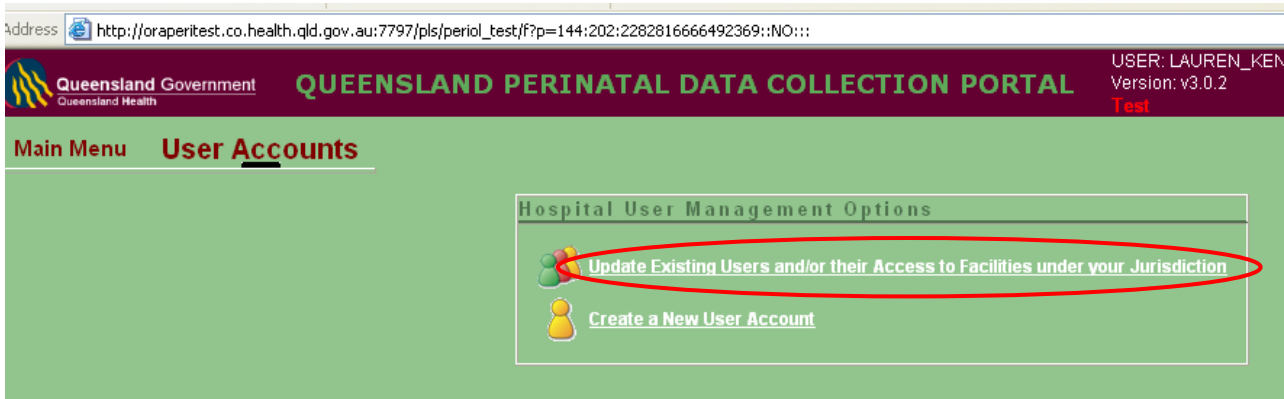 Address http://oraperitest.co.health.qld.gov.au:7797/pls/periol_test/f?p=144:202:2282816666492369::NO:::
Queensland Government
Queensland Health
QUEENSLAND PERINATAL DATA COLLECTION PORTAL
USER: LAUREN_KEN
Version: v3.0.2
Test
Main Menu User Accounts
Hospital User Management Options
Update Existing Users and/or their Access to Facilities under your Jurisdiction
Create a New User Account